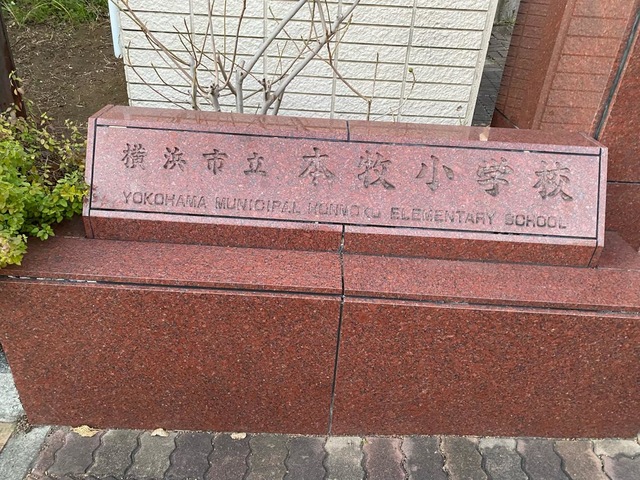 横浜市立 本牧小学校
YOKOHAMA MUNICIPAL HONMOKU ELEMENTARY SCHOOL